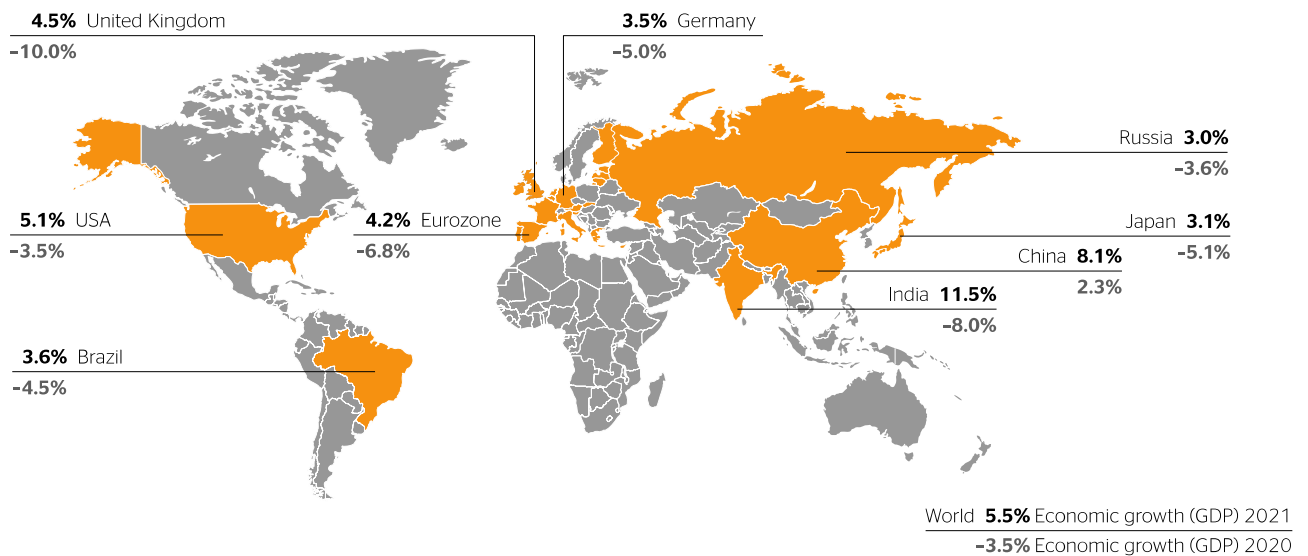 4.5% United Kingdom
–10.0%
3.5% Germany
–5.0%
Russia 3.0%
–3.6%
5.1% USA
–3.5%
4.2% Eurozone
–6.8%
Japan 3.1%
–5.1%
China 8.1%
2.3%
India 11.5%
–8.0%
3.6% Brazil
–4.5%
World 5.5% Economic growth (GDP) 2021
–3.5% Economic growth (GDP) 2020